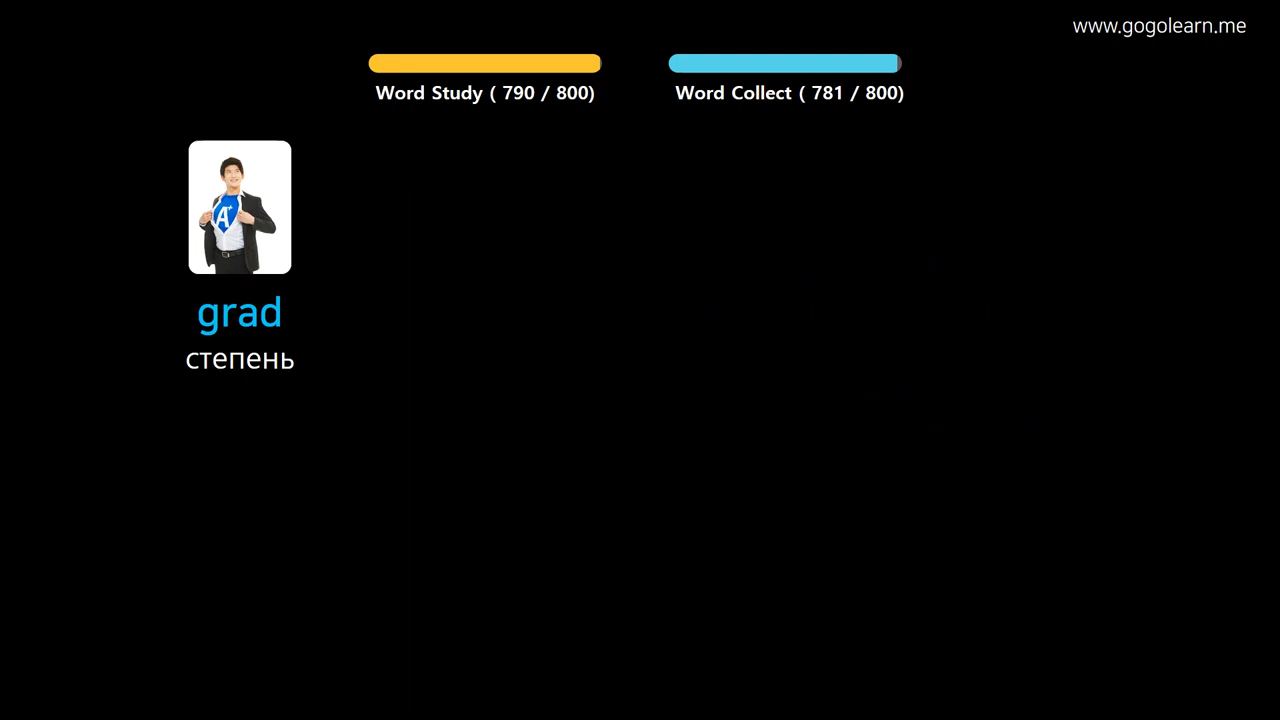 www.gogolearn.me
Word Study ( 790 / 800)
Word Collect ( 781 / 800)
A+
grad
степень